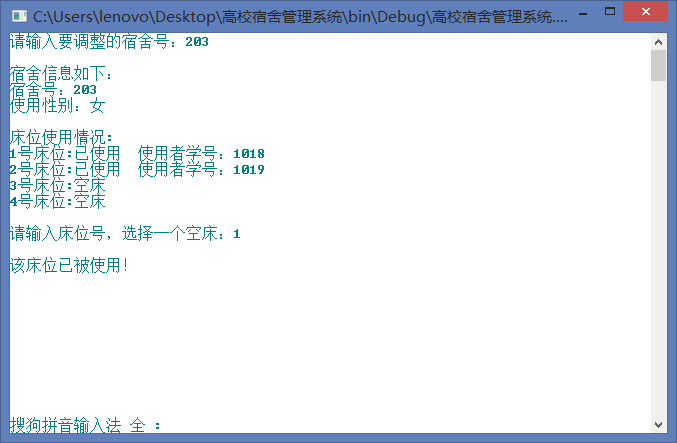 C:\Users\lenovo\Desktop\高校宿舍管理系统\bin\Debug\高校宿舍管理系统....
请输入要调整的宿舍号：203
宿舍信息如下：
宿舍号：203
使用性别：女
床位使用情况：
1号床位:已使用  使用者学号：1018
2号床位:已使用  使用者学号：1019
3号床位:空床
4号床位:空床
请输入床位号，选择一个空床：1
该床位已被使用！
搜狗拼音输入法 全 ：